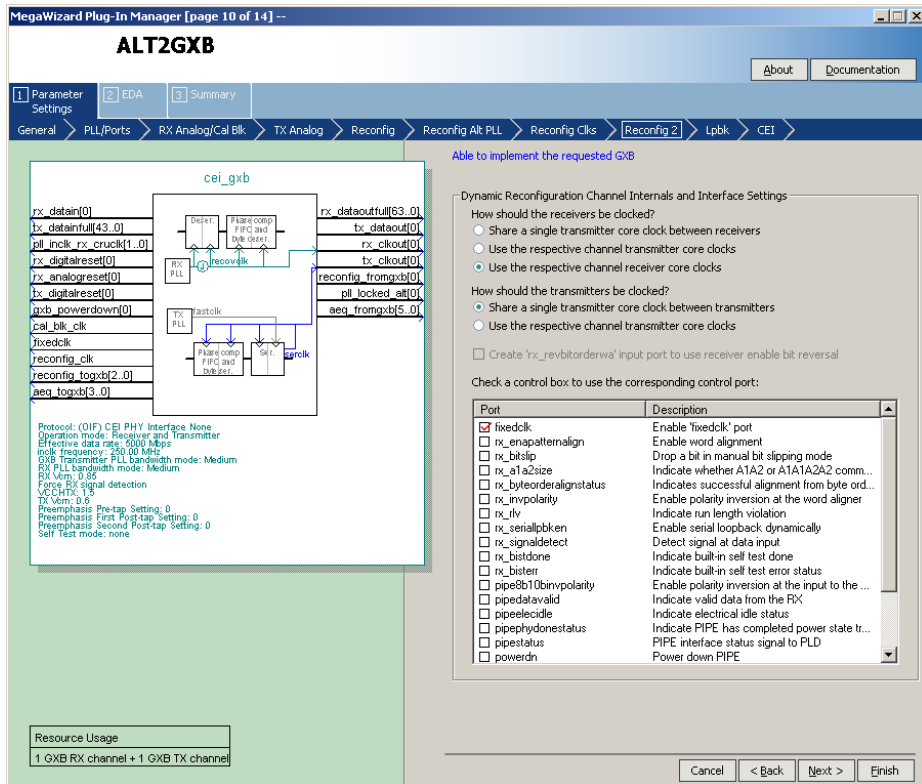 MegaWizard Plug-In Manager [page 10 of 14] --
ALT2GXB
About
Documentation
1 Parameter Settings
2 EDA
3 Summary
General
PLL/Ports
RX Analog/Cal Blk
TX Analog
Reconfig
Reconfig Alt PLL
Reconfig Clks
Reconfig 2
Lpbk
CEI
cei_gxb
rx_datain[0]
tx_datainfull[43..0]
pll_inclk_rx_cruclk[1..0]
rx_digitalreset[0]
rx_analogreset[0]
tx_digitalreset[0]
gxb_powerdown[0]
cal_blk_clk
fixedclk
reconfig_clk
reconfig_togxb[2..0]
aeq_togxb[3..0]
Deser.
Phase comp
FIFO and
byte deser.
RX
PLL
recovclk
TX
PLL
fastclk
Phase comp
FIFO and
byte ser.
Ser.
serclk
rx_dataoutfull[63..0]
tx_dataout[0]
rx_clkout[0]
tx_clkout[0]
reconfig_fromgxb[0]
pll_locked_alt[0]
aeq_fromgxb[5..0]
Protocol: (OIF) CEI PHY Interface None
Operation mode: Receiver and Transmitter
Effective data rate: 5000 Mbps
inclk frequency: 250.00 MHz
GXB Transmitter PLL bandwidth mode: Medium
RX PLL bandwidth mode: Medium
RX Vcm: 0.85
Force RX signal detection
VCCHTX: 1.5
TX Vcm: 0.6
Preemphasis Pre-tap Setting: 0
Preemphasis First Post-tap Setting: 0
Preemphasis Second Post-tap Setting: 0
Self Test mode: none
Resource Usage
1 GXB RX channel + 1 GXB TX channel
Able to implement the requested GXB
Dynamic Reconfiguration Channel Internals and Interface Settings
How should the receivers be clocked?
Share a single transmitter core clock between receivers
Use the respective channel transmitter core clocks
Use the respective channel receiver core clocks
How should the transmitters be clocked?
Share a single transmitter core clock between transmitters
Use the respective channel transmitter core clocks
Create 'rx_revbitorderwa' input port to use receiver enable bit reversal
Check a control box to use the corresponding control port:
Port Description
fixedclk Enable 'fixedclk' port
rx_enapatternalign Enable word alignment
rx_bitslip Drop a bit in manual bit slipping mode
rx_a1a2size Indicate whether A1A2 or A1A1A2A2 comm...
rx_byteorderalignstatus Indicates successful alignment from byte ord...
rx_invpolarity Enable polarity inversion at the word aligner
rx_rlv Indicate run length violation
rx_seriallpbken Enable serial loopback dynamically
rx_signaldetect Detect signal at data input
rx_bistdone Indicate built-in self test done
rx_bisterr Indicate built-in self test error status
pipe8b10binvpolarity Enable polarity inversion at the input to the ...
pipedatavalid Indicate valid data from the RX
pipeelecidle Indicate electrical idle status
pipephydonestatus Indicate PIPE has completed power state tr...
pipestatus PIPE interface status signal to PLD
powerdn Power down PIPE
Cancel
< Back
Next >
Finish